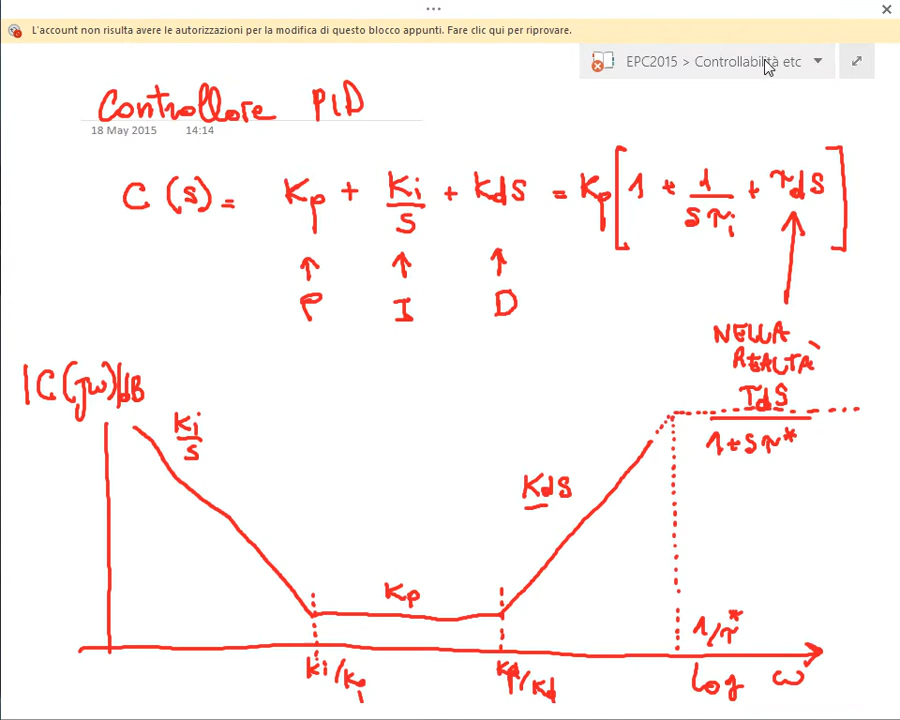 L'account non risulta avere le autorizzazioni per la modifica di questo blocco appunti. Fare clic qui per riprovare.
EPC2015 > Controllabilità etc
Controllore PID
18 May 2015 14:14
C(s) = Kp + Ki/s + Kds = Kp [ 1 + 1/sτi + τds ]
↑ ↑ ↑
P I D
NELLA
REALTÀ
τds/1+sτ*
|C(jω)|dB
Ki/s
Kds
Kp
1/τ*
Ki/Kp Kp/Kd
log ω